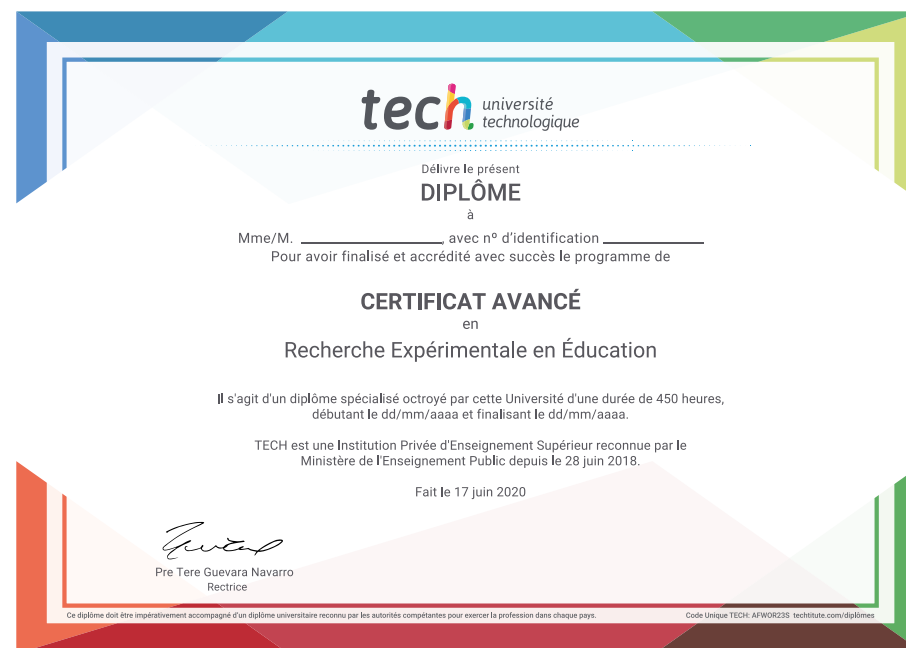 tech université
technologique
Délivre le présent
DIPLÔME
à
Mme/M. ____________________, avec nº d'identification ______________
Pour avoir finalisé et accrédité avec succès le programme de
CERTIFICAT AVANCÉ
en
Recherche Expérimentale en Éducation
Il s'agit d'un diplôme spécialisé octroyé par cette Université d'une durée de 450 heures,
débutant le dd/mm/aaaa et finalisant le dd/mm/aaaa.
TECH est une Institution Privée d'Enseignement Supérieur reconnue par le
Ministère de l'Enseignement Public depuis le 28 juin 2018.
Fait le 17 juin 2020
Pre Tere Guevara Navarro
Rectrice
Ce diplôme doit être impérativement accompagné d'un diplôme universitaire reconnu par les autorités compétentes pour exercer la profession dans chaque pays.
Code Unique TECH: AFWOR23S techtitute.com/diplômes